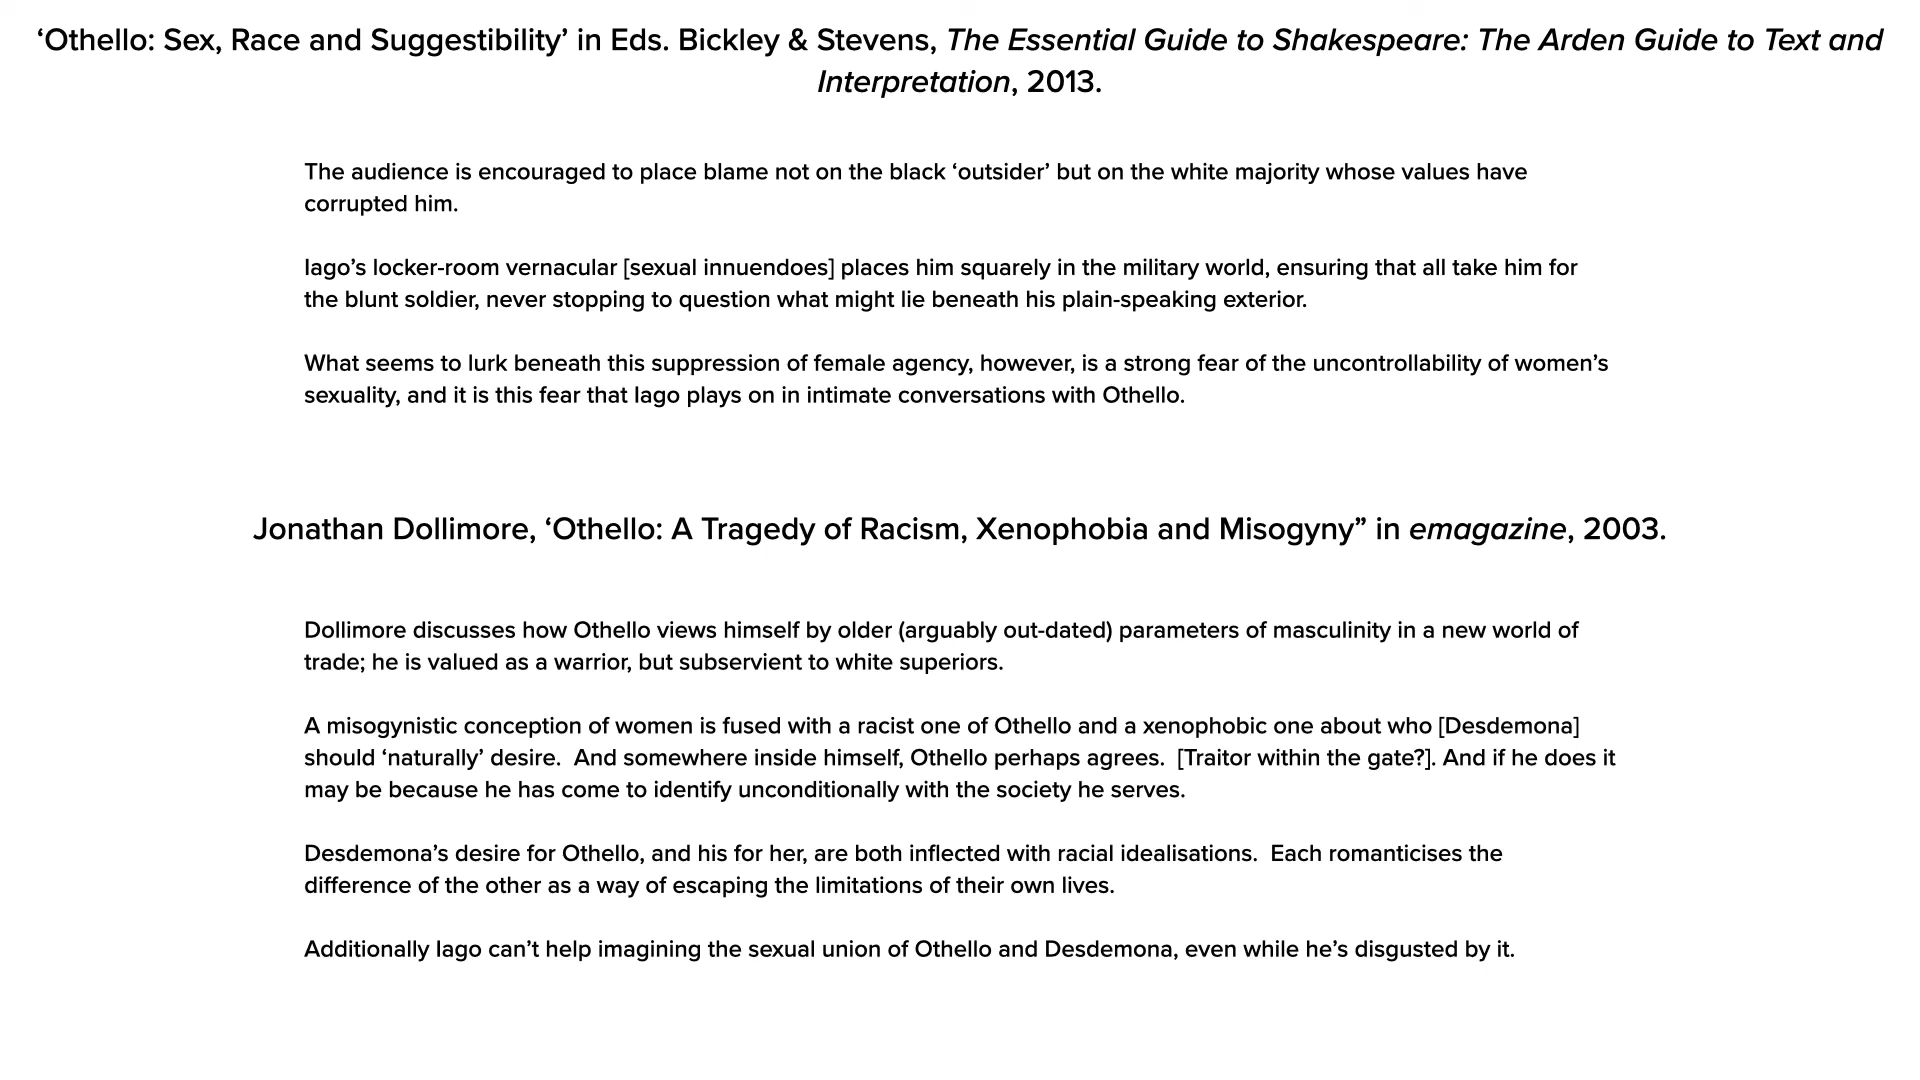 ‘Othello: Sex, Race and Suggestibility’ in Eds. Bickley & Stevens, The Essential Guide to Shakespeare: The Arden Guide to Text and
Interpretation, 2013.
The audience is encouraged to place blame not on the black ‘outsider’ but on the white majority whose values have
corrupted him.
Iago’s locker-room vernacular [sexual innuendoes] places him squarely in the military world, ensuring that all take him for
the blunt soldier, never stopping to question what might lie beneath his plain-speaking exterior.
What seems to lurk beneath this suppression of female agency, however, is a strong fear of the uncontrollability of women’s
sexuality, and it is this fear that Iago plays on in intimate conversations with Othello.
Jonathan Dollimore, ‘Othello: A Tragedy of Racism, Xenophobia and Misogyny” in emagazine, 2003.
Dollimore discusses how Othello views himself by older (arguably out-dated) parameters of masculinity in a new world of
trade; he is valued as a warrior, but subservient to white superiors.
A misogynistic conception of women is fused with a racist one of Othello and a xenophobic one about who [Desdemona]
should ‘naturally’ desire.  And somewhere inside himself, Othello perhaps agrees.  [Traitor within the gate?]. And if he does it
may be because he has come to identify unconditionally with the society he serves.
Desdemona’s desire for Othello, and his for her, are both inflected with racial idealisations.  Each romanticises the
difference of the other as a way of escaping the limitations of their own lives.
Additionally Iago can’t help imagining the sexual union of Othello and Desdemona, even while he’s disgusted by it.